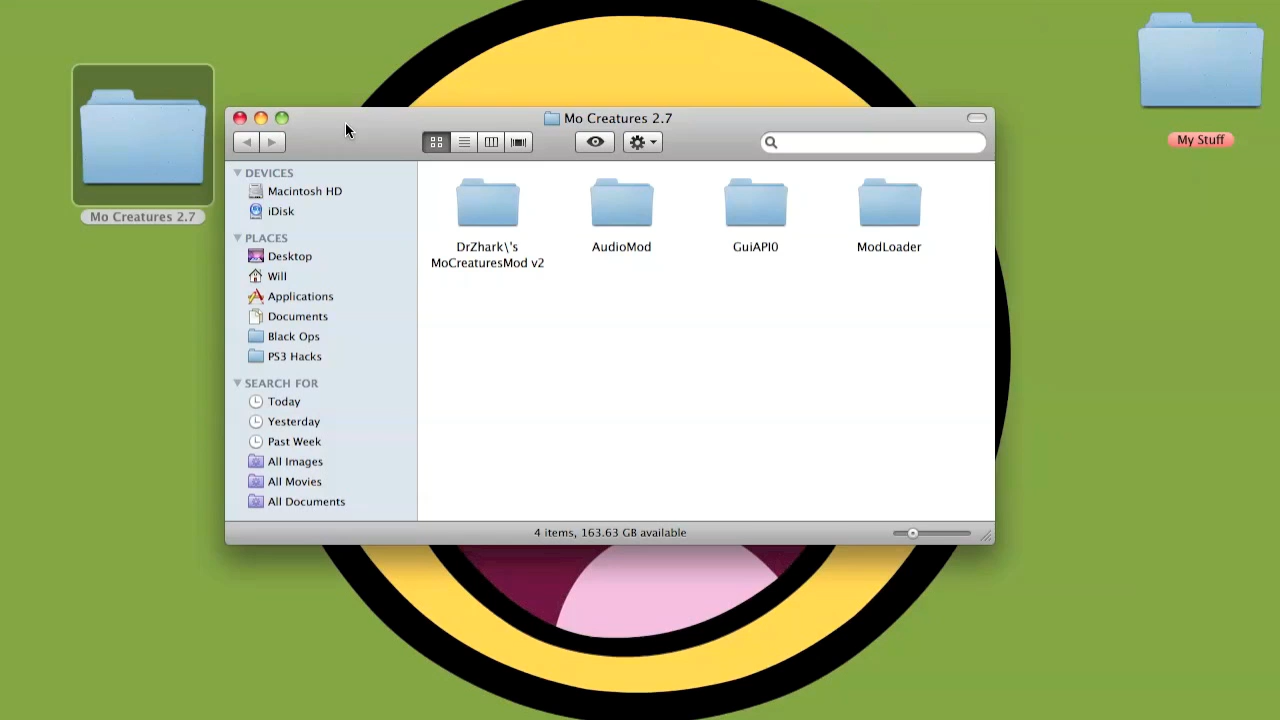 Mo Creatures 2.7
My Stuff
Mo Creatures 2.7
DEVICES
Macintosh HD
iDisk
PLACES
Desktop
Will
Applications
Documents
Black Ops
PS3 Hacks
SEARCH FOR
Today
Yesterday
Past Week
All Images
All Movies
All Documents
DrZhark\'s
MoCreaturesMod v2
AudioMod
GuiAPI0
ModLoader
4 items, 163.63 GB available